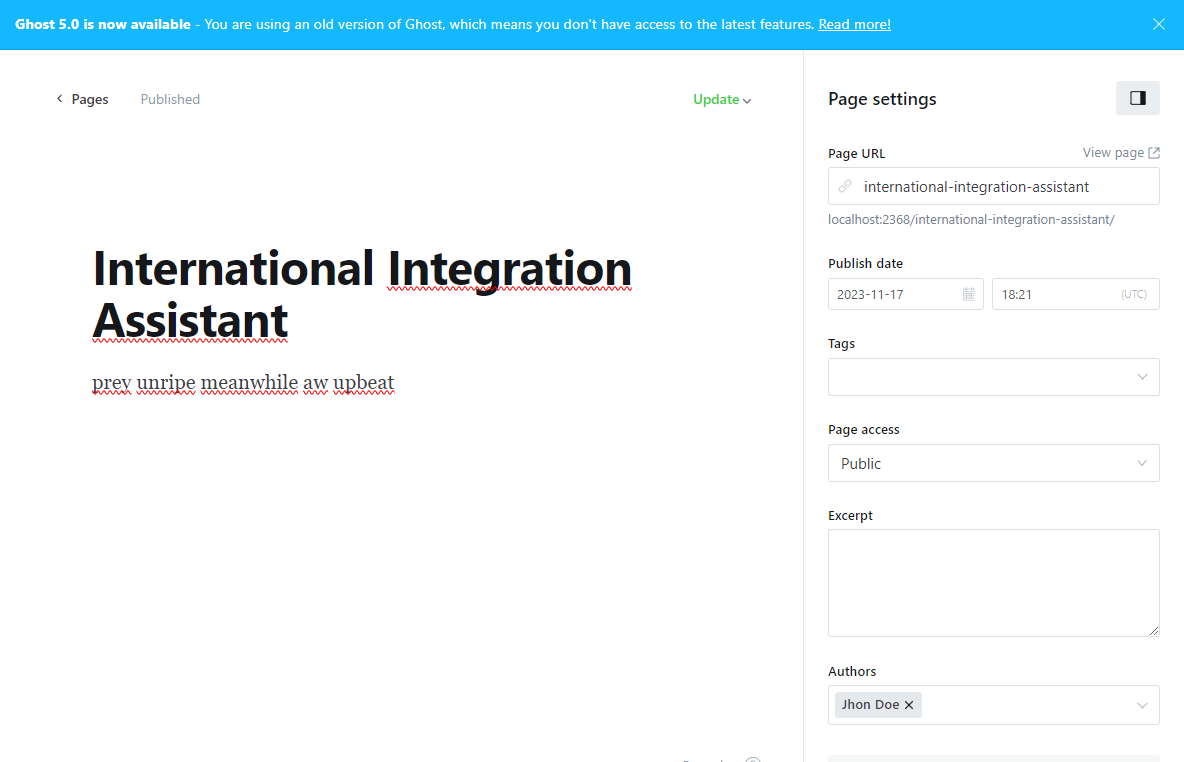 Ghost 5.0 is now available - You are using an old version of Ghost, which means you don't have access to the latest features. Read more!
Pages
Published
Update
International Integration
Assistant
prey unripe meanwhile aw upbeat
Page settings
Page URL
View page
international-integration-assistant
localhost:2368/international-integration-assistant/
Publish date
2023-11-17
18:21
(UTC)
Tags
Page access
Public
Excerpt
Authors
Jhon Doe